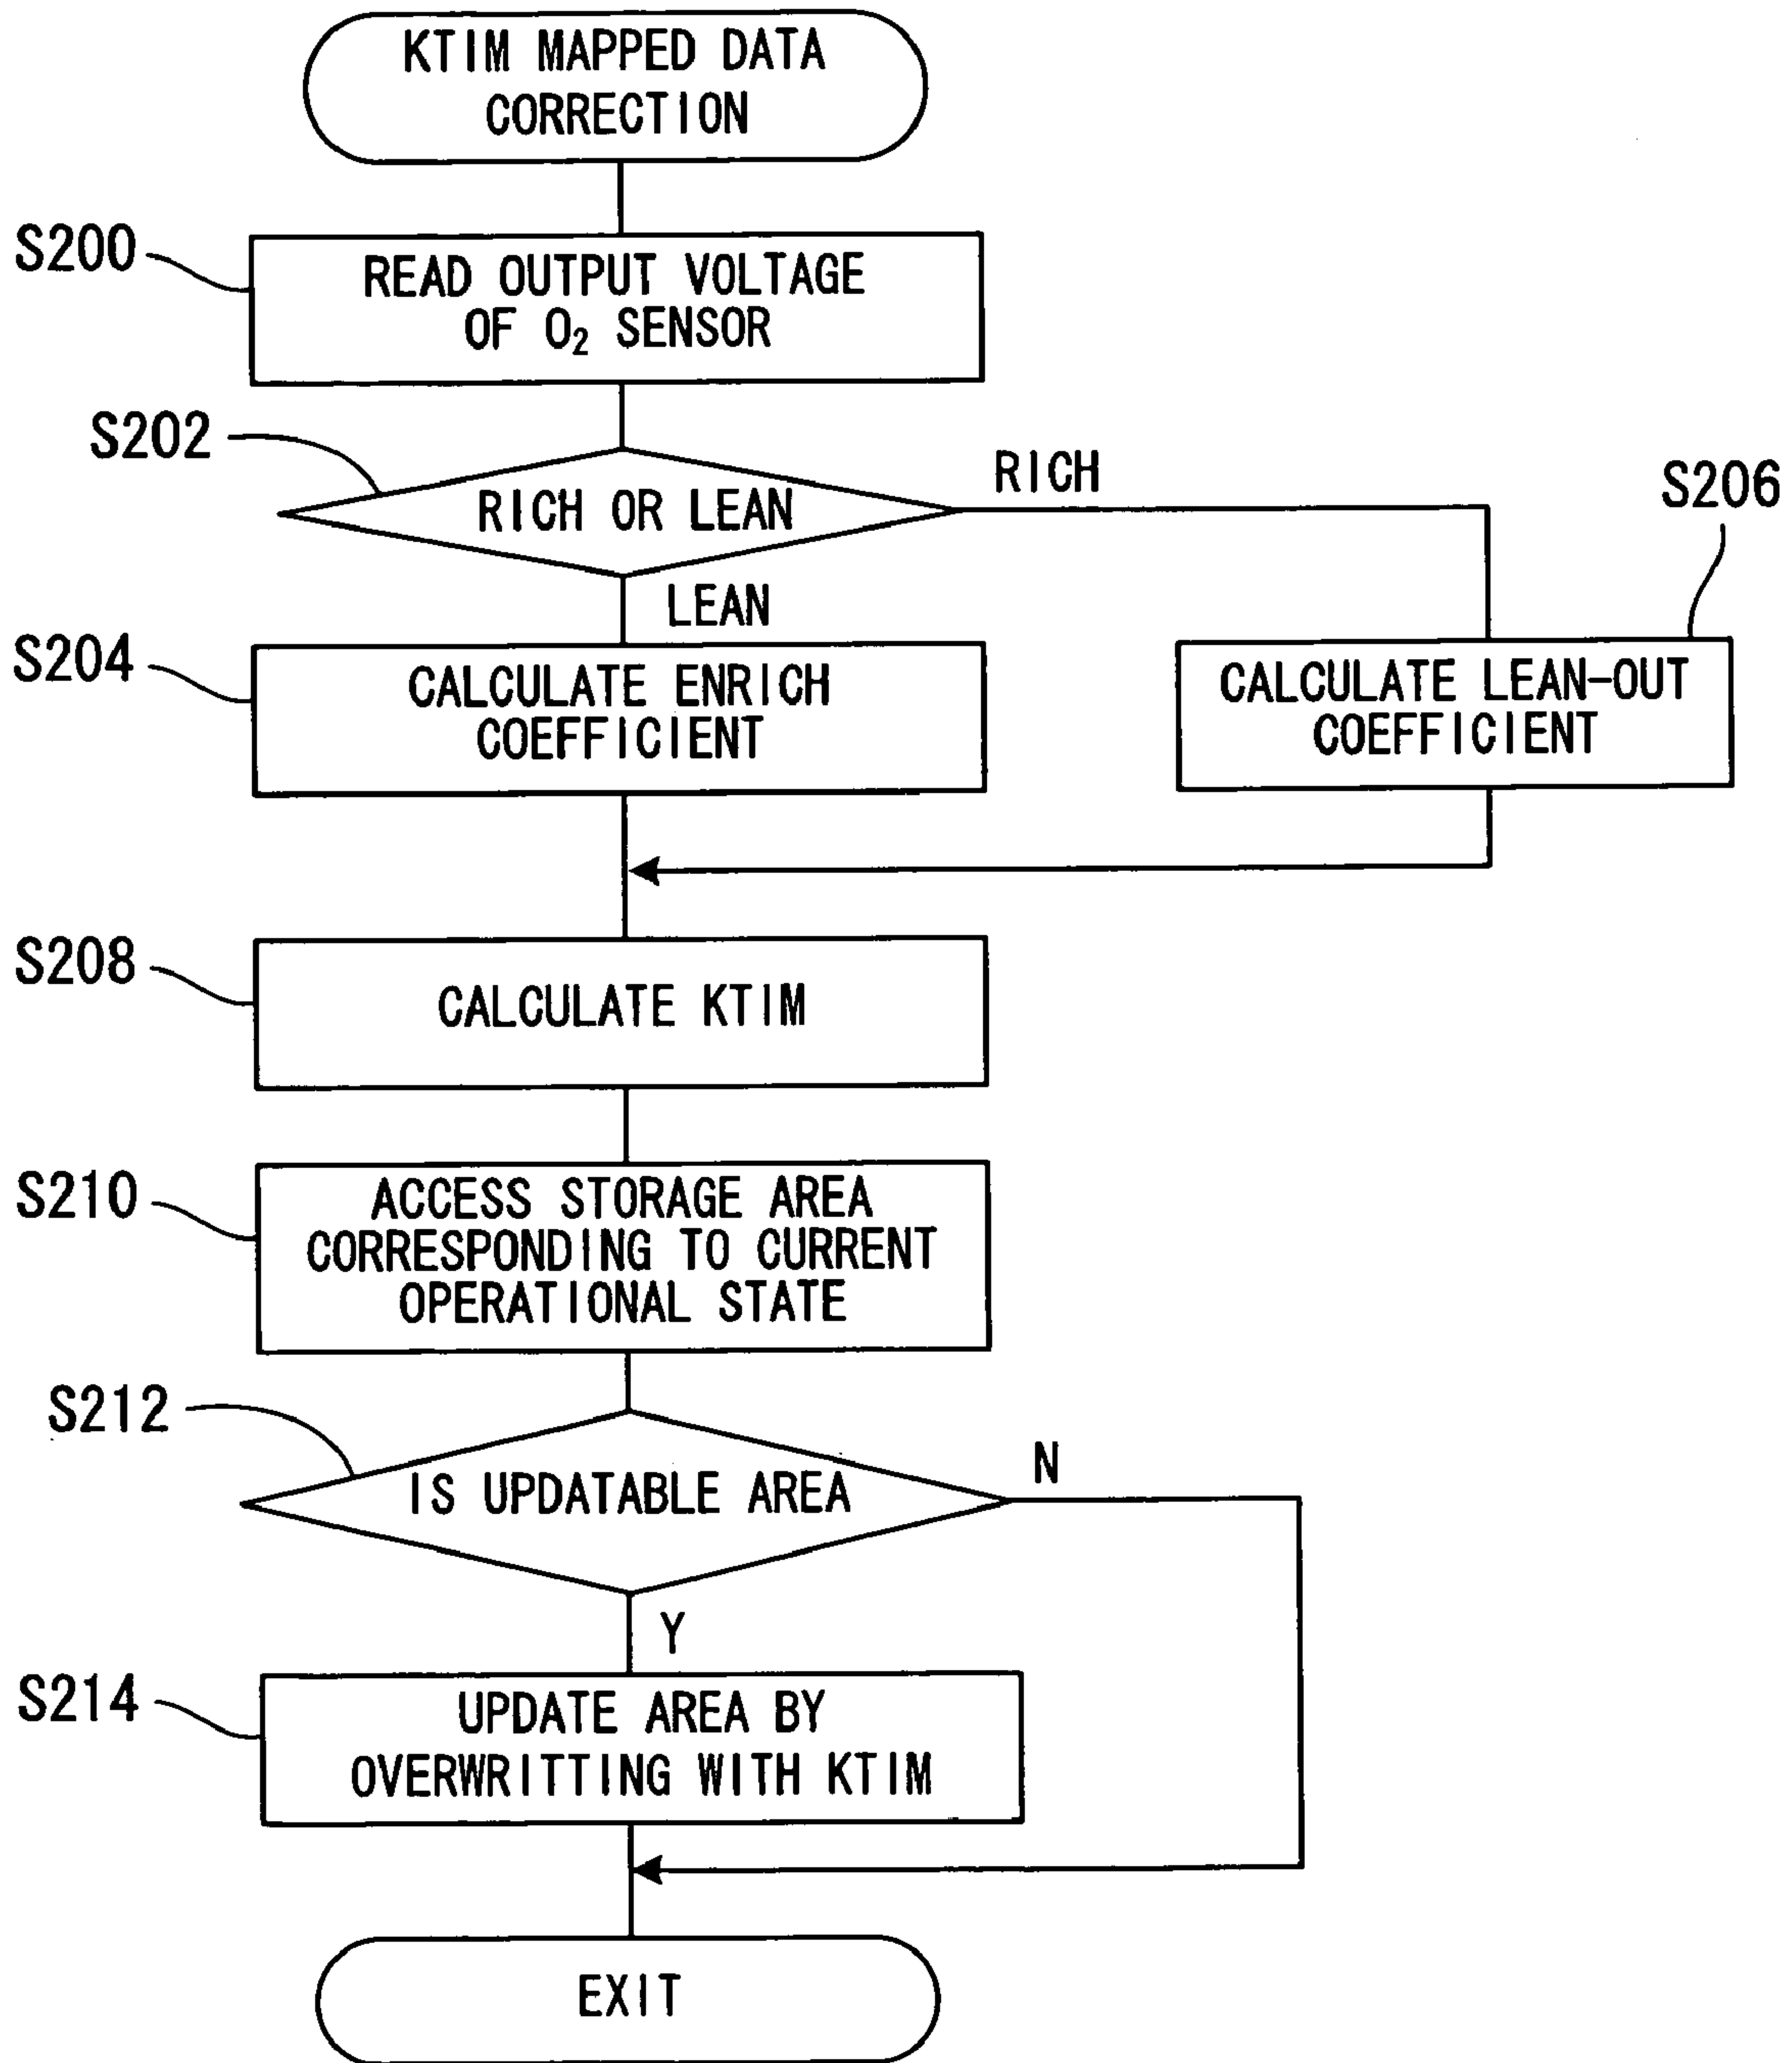 KTIM MAPPED DATA
CORRECTION
S200
READ OUTPUT VOLTAGE
OF O₂ SENSOR
S202
RICH OR LEAN
RICH
LEAN
S204
CALCULATE ENRICH
COEFFICIENT
S206
CALCULATE LEAN-OUT
COEFFICIENT
S208
CALCULATE KTIM
S210
ACCESS STORAGE AREA
CORRESPONDING TO CURRENT
OPERATIONAL STATE
S212
IS UPDATABLE AREA
N
Y
S214
UPDATE AREA BY
OVERWRITTING WITH KTIM
EXIT